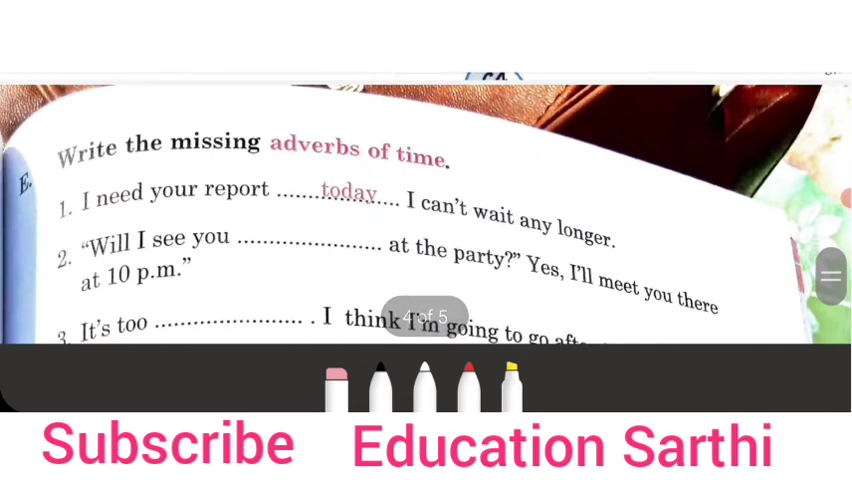 E. Write the missing adverbs of time.
1. I need your report ......today.... I can't wait any longer.
2. “Will I see you ........................ at the party?” Yes, I'll meet you there
at 10 p.m.”
3. It's too ........................ . I think I'm going to go
4 of 5
Subscribe Education Sarthi